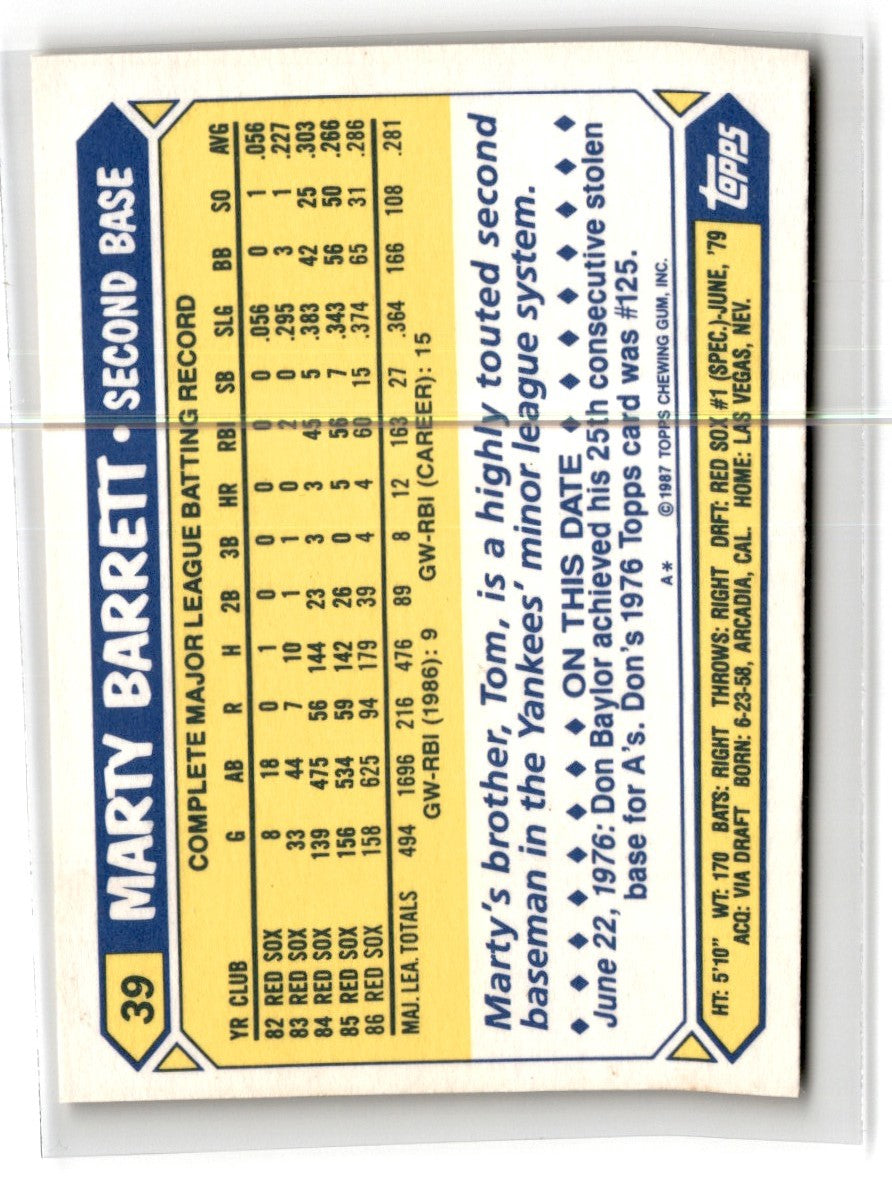 39 MARTY BARRETT • SECOND BASE
COMPLETE MAJOR LEAGUE BATTING RECORD
YR CLUB G AB R H 2B 3B HR RBI SB SLG BB SO AVG
82 RED SOX 8 18 0 1 0 0 0 0 0 .056 0 1 .056
83 RED SOX 33 44 7 10 1 1 0 2 0 .295 3 1 .227
84 RED SOX 139 475 56 144 23 3 3 45 5 .383 42 25 .303
85 RED SOX 156 534 59 142 26 0 5 56 7 .343 56 50 .266
86 RED SOX 158 625 94 179 39 4 4 60 15 .374 65 31 .286
MAJ. LEA. TOTALS 494 1696 216 476 89 8 12 163 27 .364 166 108 .281
GW-RBI (1986): 9 GW-RBI (CAREER): 15
Marty's brother, Tom, is a highly touted second
baseman in the Yankees' minor league system.
◆ ◆ ◆ ◆ ◆ ◆ ◆ ON THIS DATE ◆ ◆ ◆ ◆ ◆ ◆ ◆
June 22, 1976: Don Baylor achieved his 25th consecutive stolen
base for A's. Don's 1976 Topps card was #125.
A* © 1987 TOPPS CHEWING GUM, INC.
HT: 5'10" WT: 170 BATS: RIGHT THROWS: RIGHT DRFT: RED SOX #1 (SPEC.)-JUNE, '79
ACQ: VIA DRAFT BORN: 6-23-58, ARCADIA, CAL. HOME: LAS VEGAS, NEV.
topps